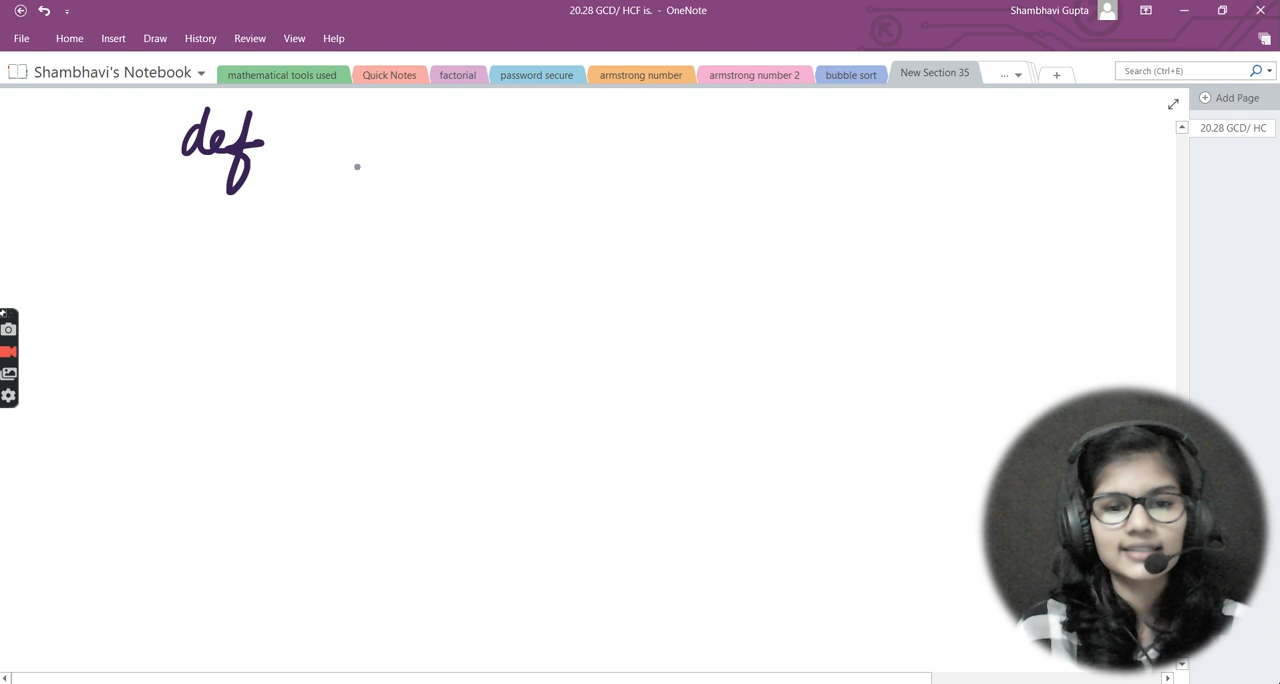 20.28 GCD/ HCF is. - OneNote
Shambhavi Gupta
File Home Insert Draw History Review View Help
Shambhavi's Notebook
mathematical tools used
Quick Notes
factorial
password secure
armstrong number
armstrong number 2
bubble sort
New Section 35
...
Search (Ctrl+E)
Add Page
20.28 GCD/ HC
def